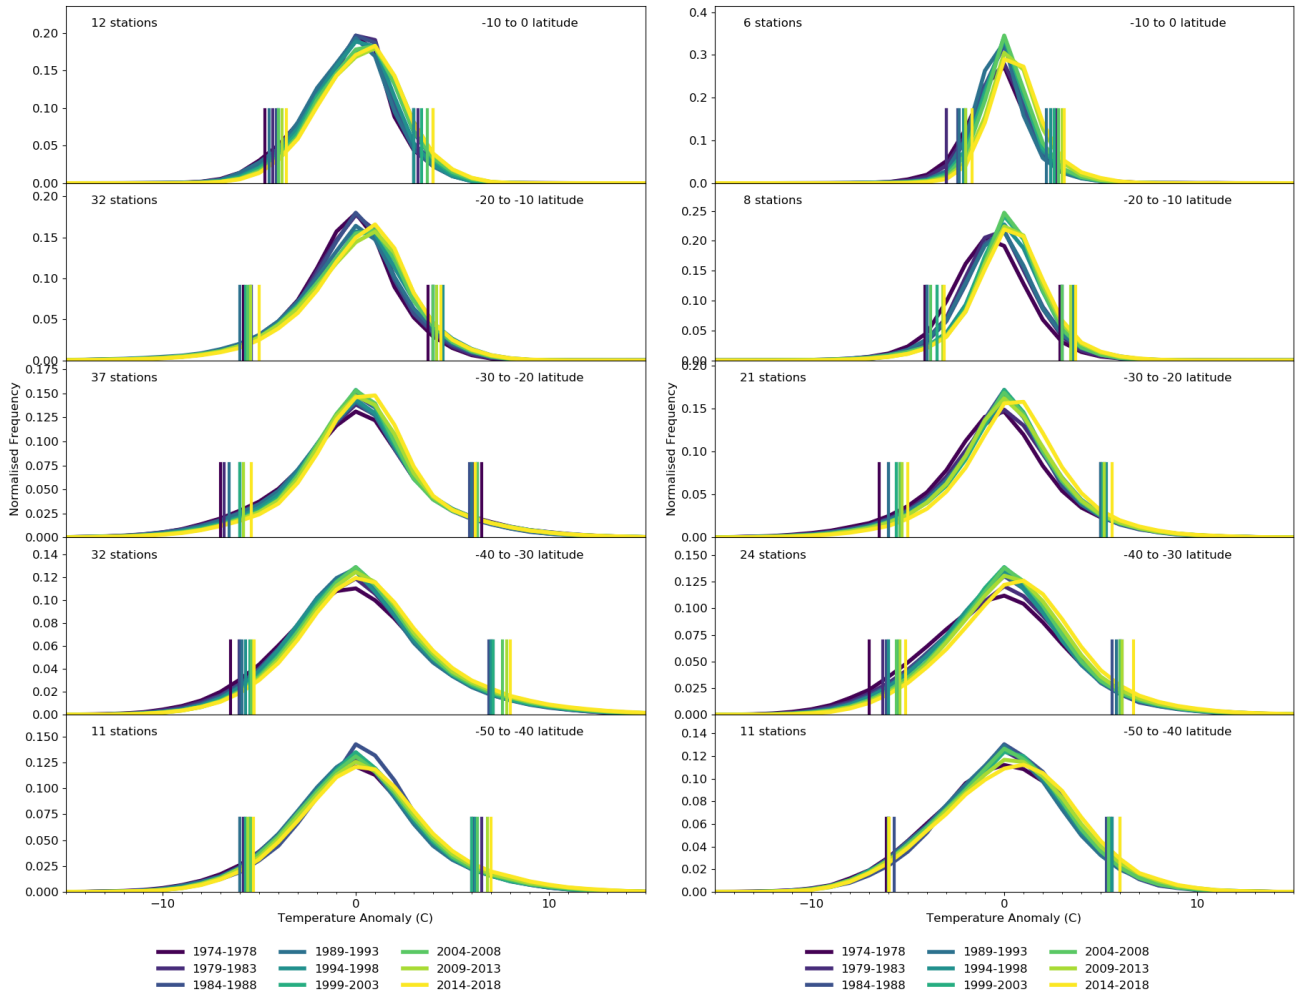 12 stations
-10 to 0 latitude
0.20
0.15
0.10
0.05
0.00
32 stations
-20 to -10 latitude
0.20
0.15
0.10
0.05
0.00
37 stations
-30 to -20 latitude
0.175
0.150
0.125
0.100
0.075
0.050
0.025
0.000
Normalised Frequency
32 stations
-40 to -30 latitude
0.14
0.12
0.10
0.08
0.06
0.04
0.02
0.00
11 stations
-50 to -40 latitude
0.150
0.125
0.100
0.075
0.050
0.025
0.000
−10 0 10
Temperature Anomaly (C)
1974-1978 1989-1993 2004-2008
1979-1983 1994-1998 2009-2013
1984-1988 1999-2003 2014-2018
6 stations
-10 to 0 latitude
0.4
0.3
0.2
0.1
0.0
8 stations
-20 to -10 latitude
0.25
0.20
0.15
0.10
0.05
0.00
21 stations
-30 to -20 latitude
0.20
0.15
0.10
0.05
0.00
Normalised Frequency
24 stations
-40 to -30 latitude
0.150
0.125
0.100
0.075
0.050
0.025
0.000
11 stations
-50 to -40 latitude
0.14
0.12
0.10
0.08
0.06
0.04
0.02
0.00
−10 0 10
Temperature Anomaly (C)
1974-1978 1989-1993 2004-2008
1979-1983 1994-1998 2009-2013
1984-1988 1999-2003 2014-2018